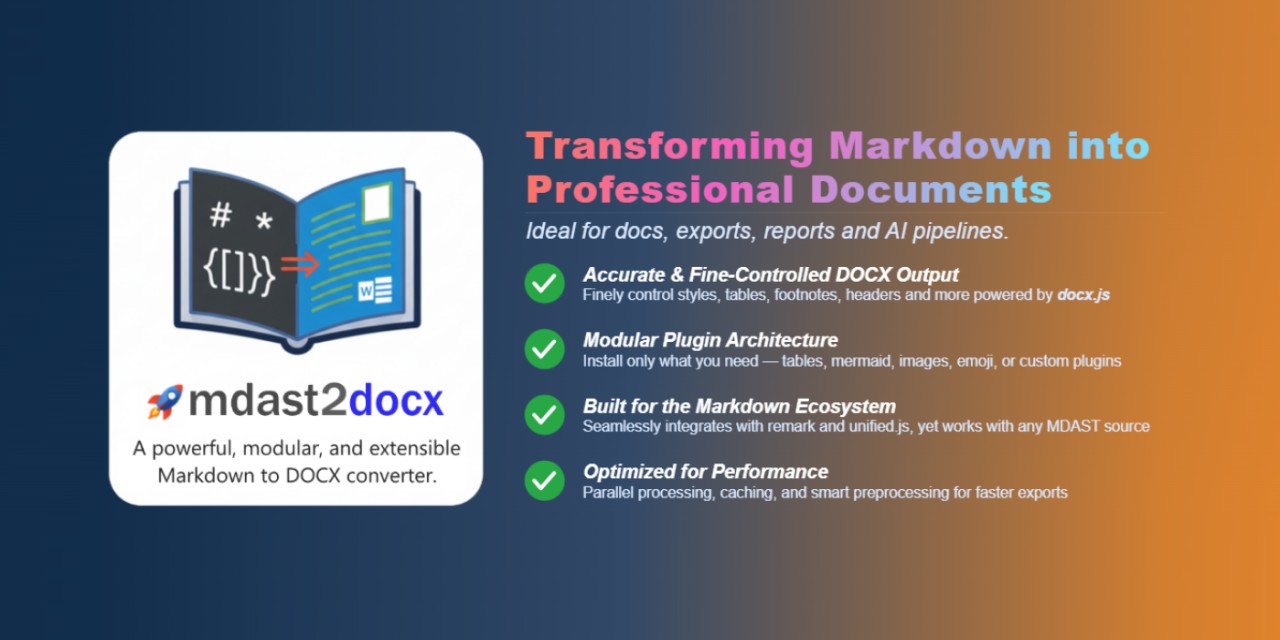 # *
{[]}}
W
mdast2docx
A powerful, modular, and extensible
Markdown to DOCX converter.
Transforming Markdown into
Professional Documents
Ideal for docs, exports, reports and AI pipelines.
Accurate & Fine-Controlled DOCX Output
Finely control styles, tables, footnotes, headers and more powered by docx.js
Modular Plugin Architecture
Install only what you need — tables, mermaid, images, emoji, or custom plugins
Built for the Markdown Ecosystem
Seamlessly integrates with remark and unified.js, yet works with any MDAST source
Optimized for Performance
Parallel processing, caching, and smart preprocessing for faster exports